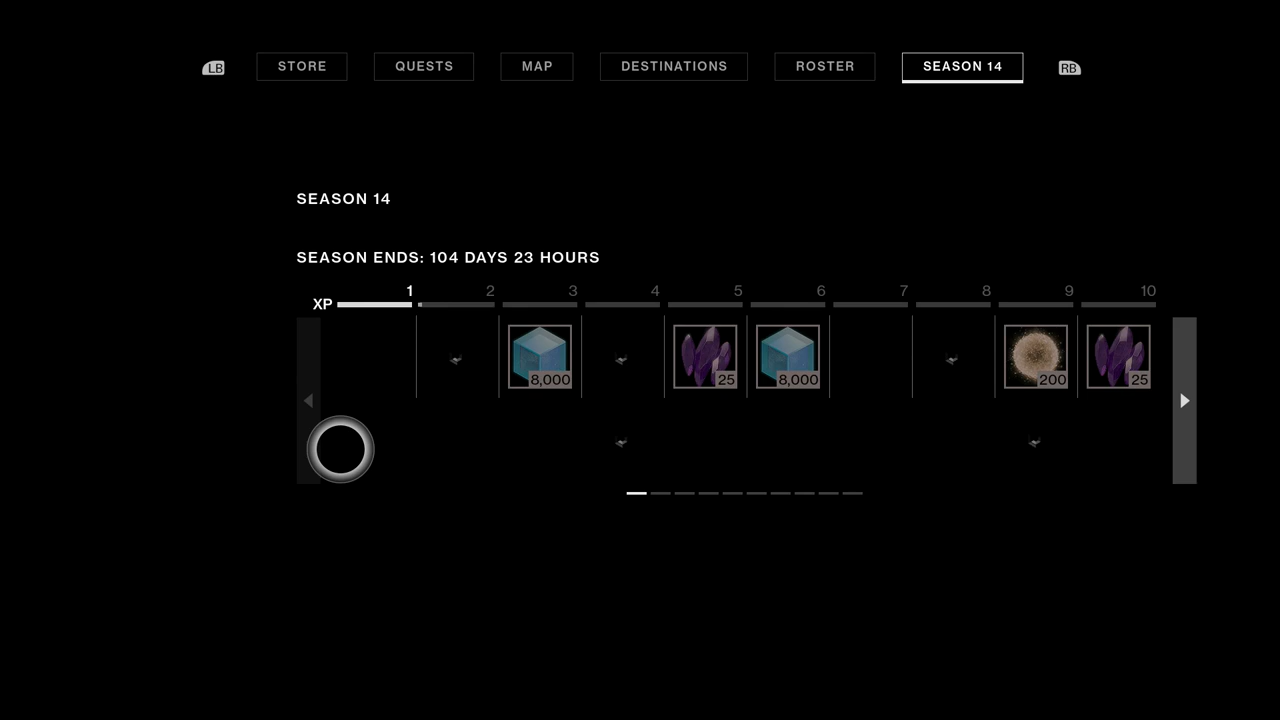 LB STORE QUESTS MAP DESTINATIONS ROSTER SEASON 14 RB
SEASON 14
SEASON ENDS: 104 DAYS 23 HOURS
XP 1 2 3 4 5 6 7 8 9 10
8,000 25 8,000 200 25